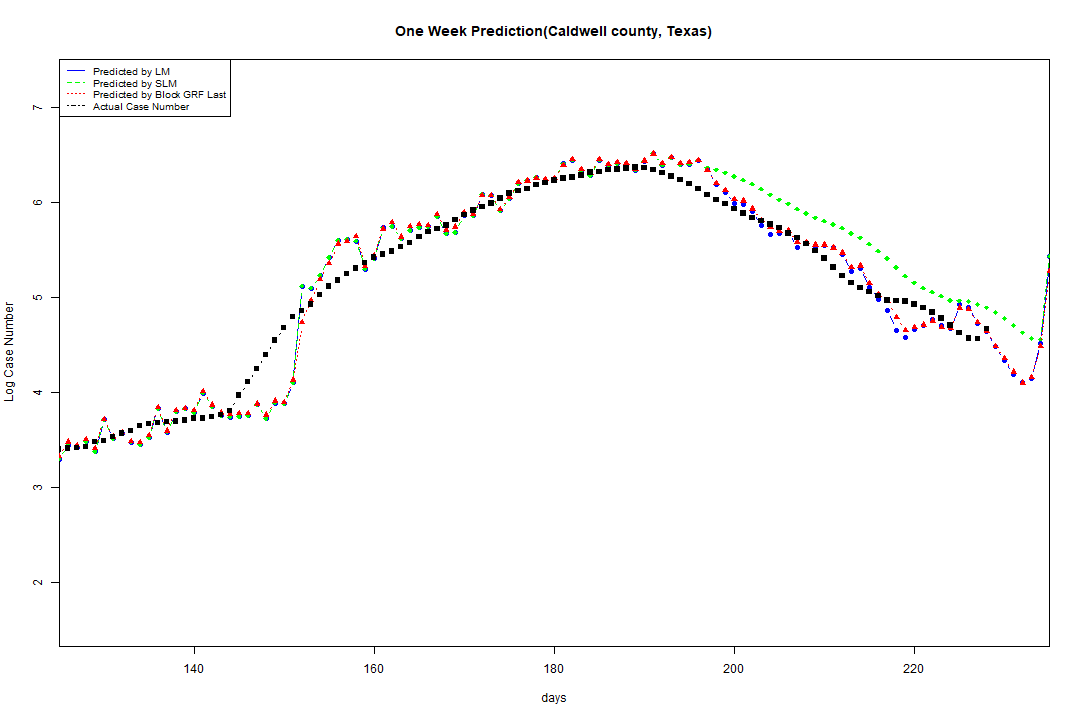 One Week Prediction(Caldwell county, Texas)
Predicted by LM
Predicted by SLM
Predicted by Block GRF Last
Actual Case Number
7
6
5
4
3
2
Log Case Number
140 160 180 200 220
days